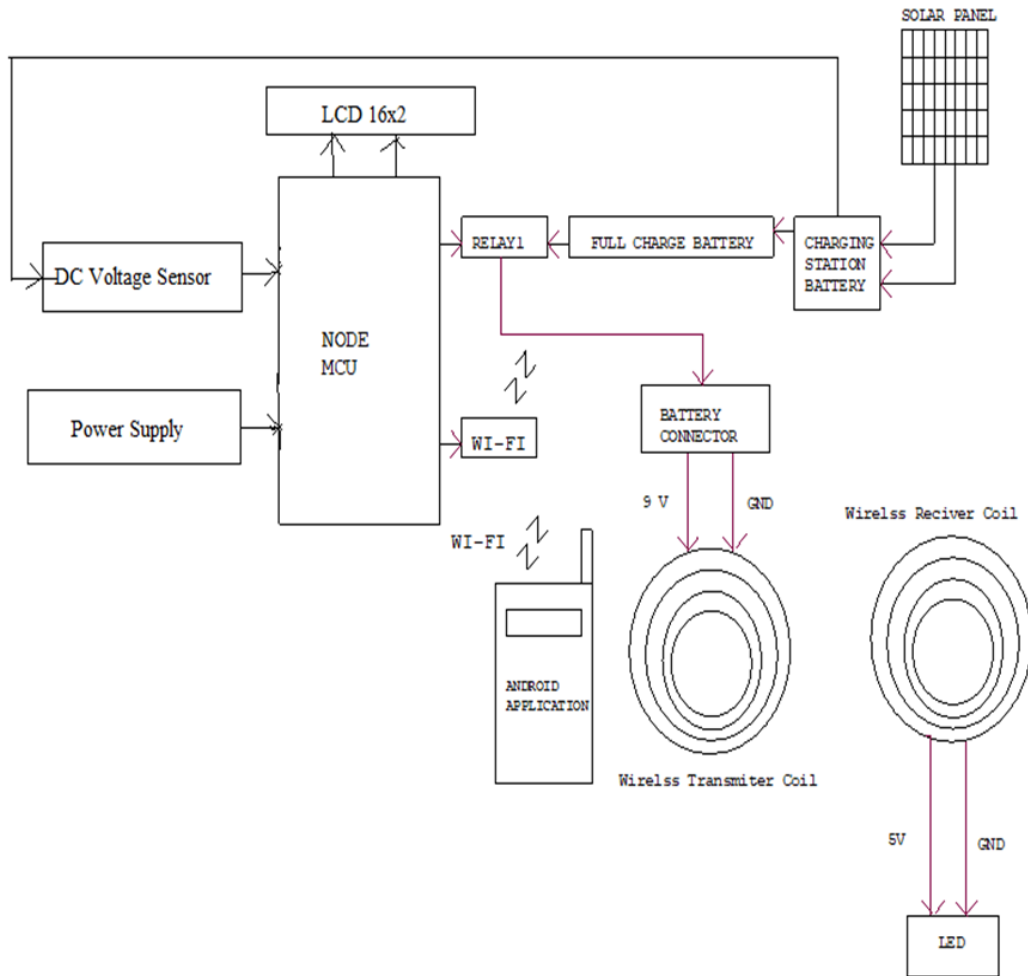 SOLAR PANEL
LCD 16x2
DC Voltage Sensor
NODE
MCU
RELAY1
FULL CHARGE BATTERY
CHARGING
STATION
BATTERY
Power Supply
WI-FI
BATTERY
CONNECTOR
9 V
GND
WI-FI
Wirelss Reciver Coil
ANDROID
APPLICATION
Wirelss Transmiter Coil
5V
GND
LED